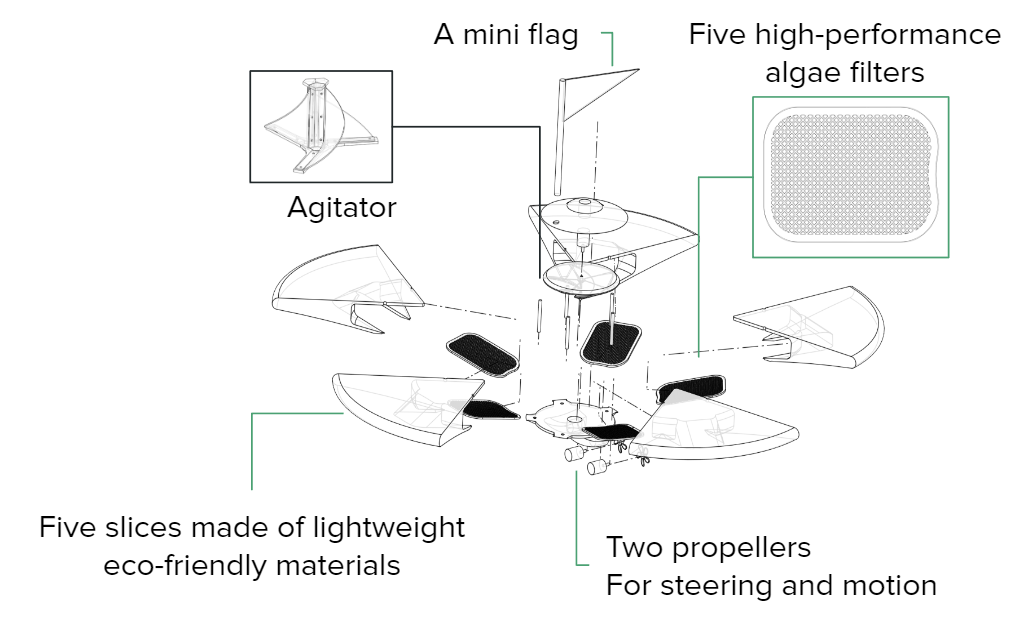 A mini flag
Five high-performance
algae filters
Agitator
Five slices made of lightweight
eco-friendly materials
Two propellers
For steering and motion